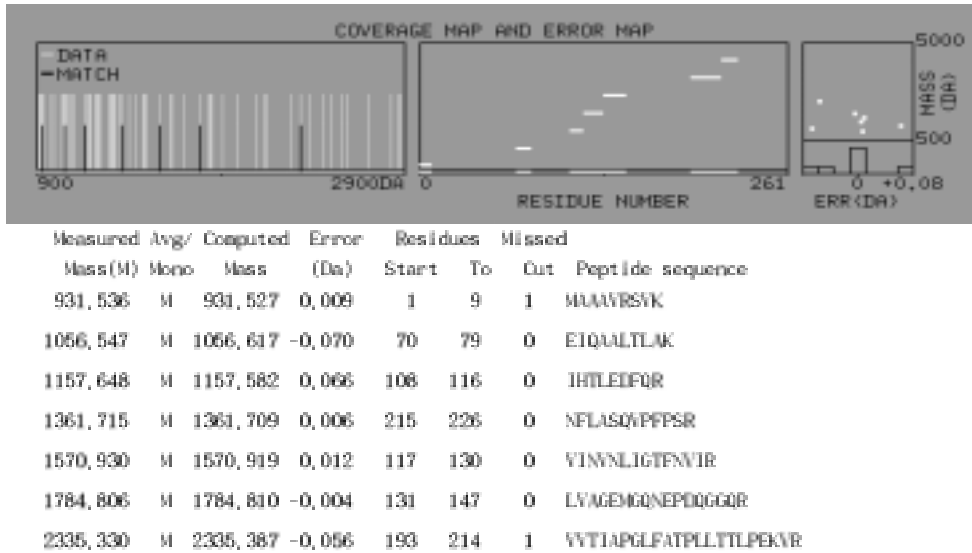 COVERAGE MAP AND ERROR MAP
DATA
MATCH
5000
MASS (DA)
500
900 2900DA 0 261 0 +0.08
RESIDUE NUMBER ERR(DA)
Measured Avg/ Computed Error Residues Missed
Mass(M) Mono Mass (Da) Start To Cut Peptide sequence
931,536 M 931,527 0,009 1 9 1 MAAAVRSVK
1056,547 M 1056,617 -0,070 70 79 0 EIQAALTLAK
1157,648 M 1157,582 0,066 108 116 0 IHTLEDFQR
1361,715 M 1361,709 0,006 215 226 0 NFLASQVPFPSR
1570,930 M 1570,919 0,012 117 130 0 VINVNLIGTFNVIR
1784,806 M 1784,810 -0,004 131 147 0 LVAGEMGQNEPDQGGQR
2335,330 M 2335,387 -0,056 193 214 1 VVTIAPGLFATPLLTTLPEKVR